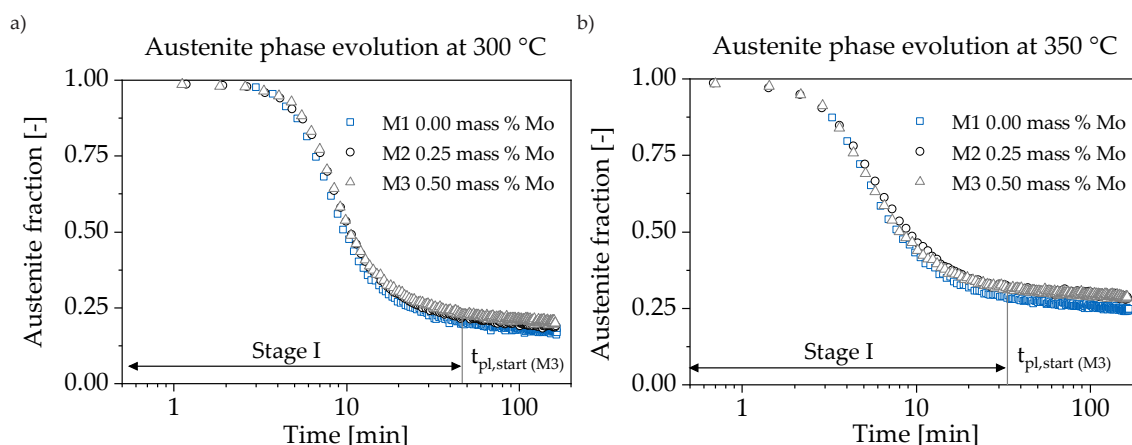 a)
Austenite phase evolution at 300 °C
1.00
0.75
0.50
0.25
0.00
Austenite fraction [-]
M1 0.00 mass % Mo
M2 0.25 mass % Mo
M3 0.50 mass % Mo
Stage I
t_pl,start (M3)
1
10
100
Time [min]
b)
Austenite phase evolution at 350 °C
1.00
0.75
0.50
0.25
0.00
Austenite fraction [-]
M1 0.00 mass % Mo
M2 0.25 mass % Mo
M3 0.50 mass % Mo
Stage I
t_pl,start (M3)
1
10
100
Time [min]